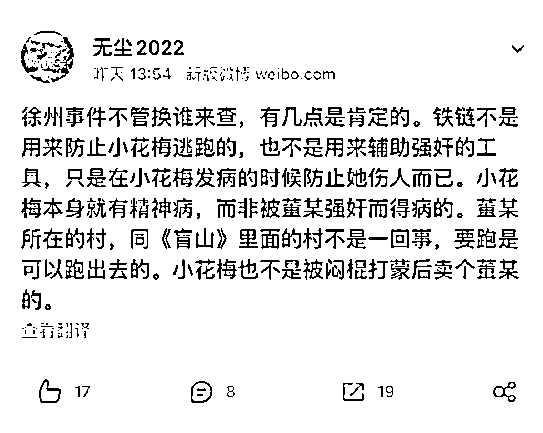 无尘2022
昨天 13:54 新版微博 weibo.com
徐州事件不管换谁来查，有几点是肯定的。铁链不是
用来防止小花梅逃跑的，也不是用来辅助强奸的工
具，只是在小花梅发病的时候防止她伤人而已。小花
梅本身就有精神病，而非被董某强奸而得病的。董某
所在的村，同《盲山》里面的村不是一回事，要跑是
可以跑出去的。小花梅也不是被闷棍打蒙后卖个董某
的。
查看翻译
17
8
19